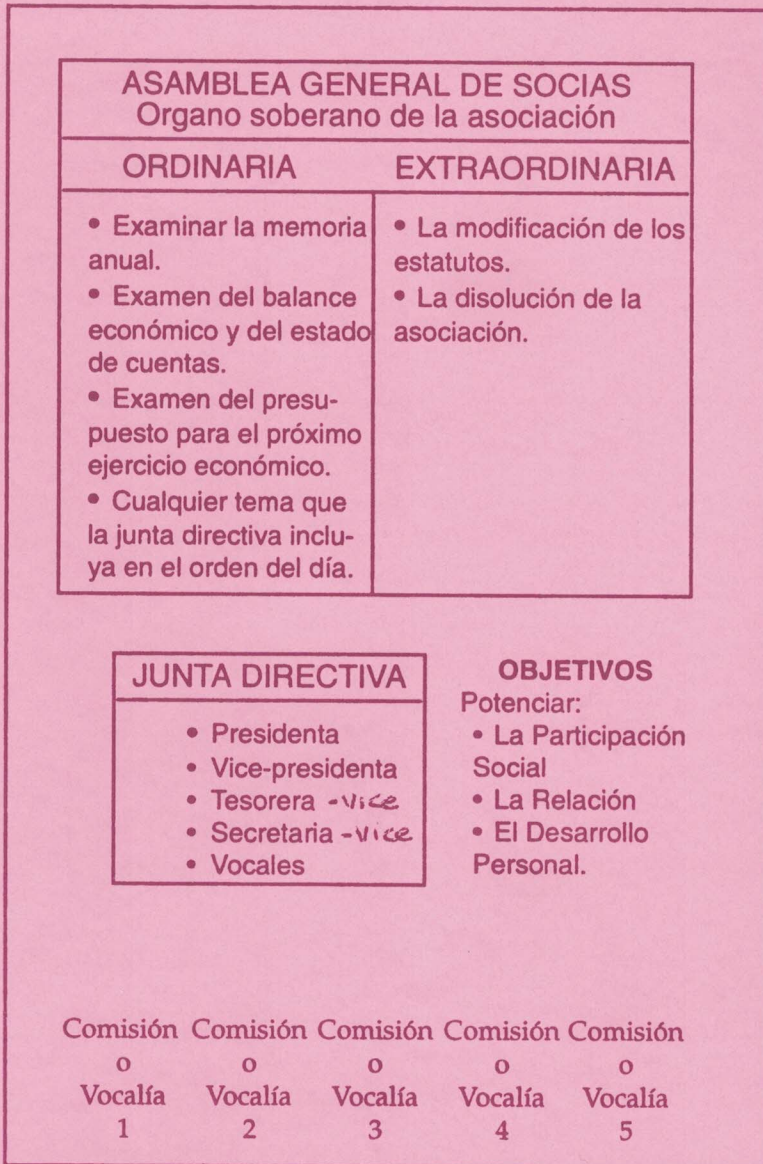 ASAMBLEA GENERAL DE SOCIAS
Organo soberano de la asociación
ORDINARIA
• Examinar la memoria
anual.
• Examen del balance
económico y del estado
de cuentas.
• Examen del presu-
puesto para el próximo
ejercicio económico.
• Cualquier tema que
la junta directiva inclu-
ya en el orden del día.
EXTRAORDINARIA
• La modificación de los
estatutos.
• La disolución de la
asociación.
JUNTA DIRECTIVA
• Presidenta
• Vice-presidenta
• Tesorera -vice
• Secretaria -vice
• Vocales
OBJETIVOS
Potenciar:
• La Participación
Social
• La Relación
• El Desarrollo
Personal.
Comisión Comisión Comisión Comisión Comisión
o o o o o
Vocalía Vocalía Vocalía Vocalía Vocalía
1 2 3 4 5